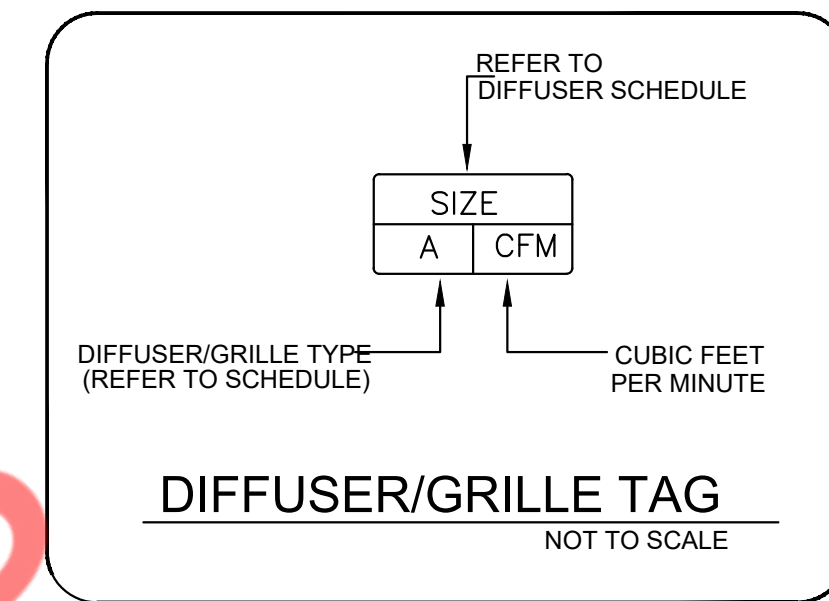 REFER TO
DIFFUSER SCHEDULE
SIZE
A
CFM
DIFFUSER/GRILLE TYPE
(REFER TO SCHEDULE)
CUBIC FEET
PER MINUTE
DIFFUSER/GRILLE TAG
NOT TO SCALE